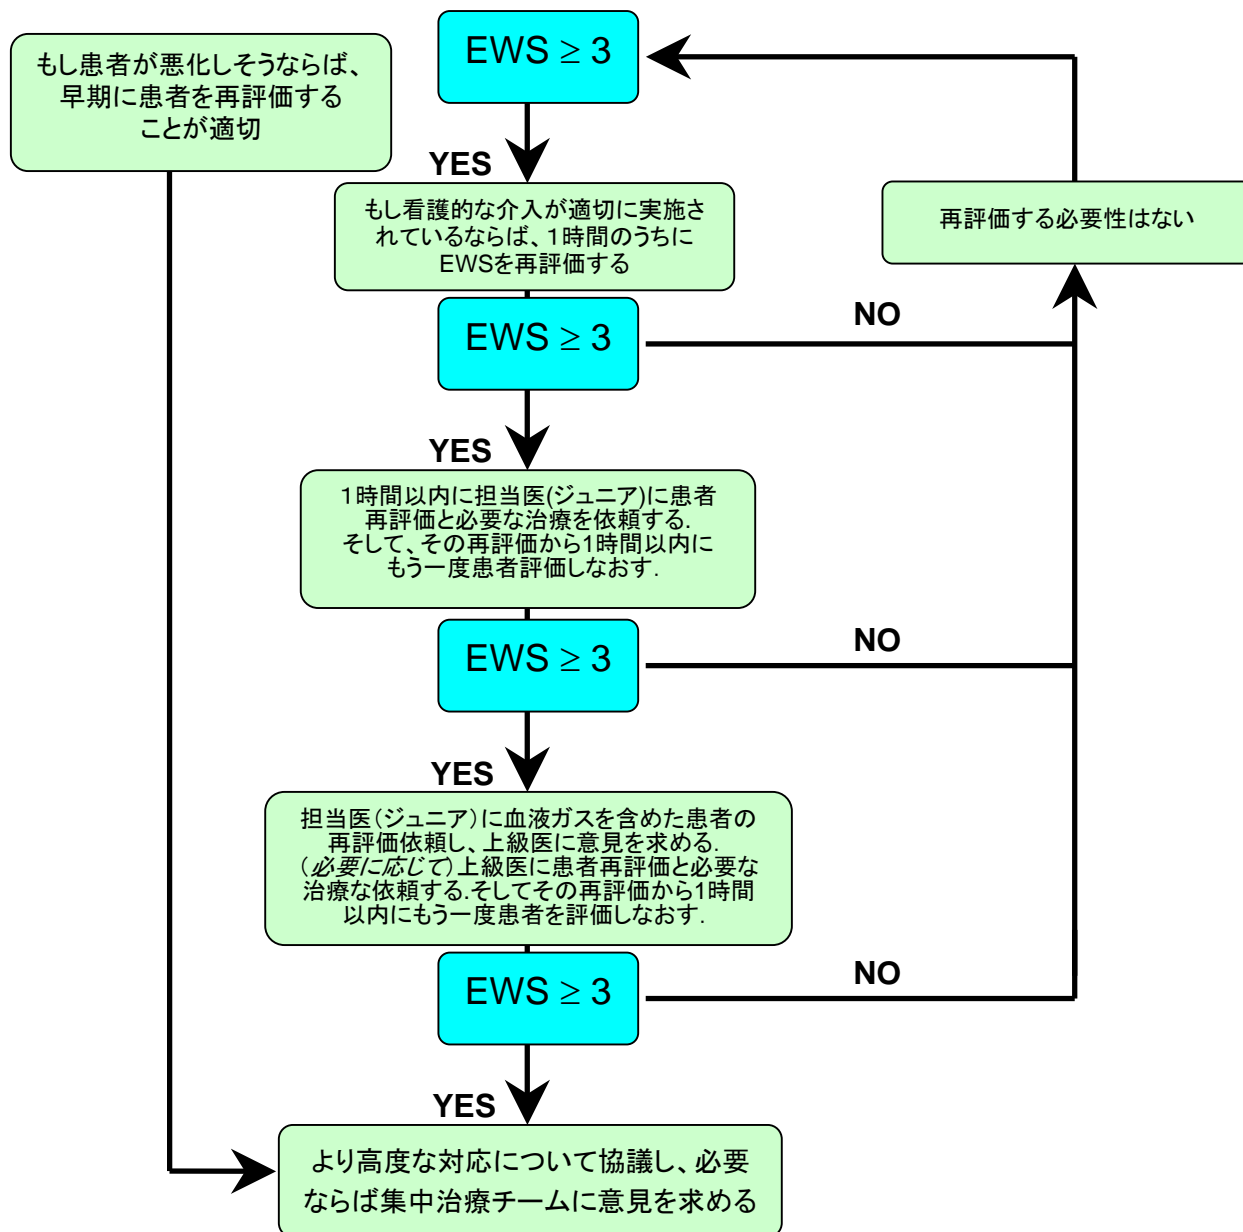 もし患者が悪化しそうならば、
早期に患者を再評価する
ことが適切
EWS ≥ 3
YES
もし看護的な介入が適切に実施さ
れているならば、1時間のうちに
EWSを再評価する
再評価する必要性はない
EWS ≥ 3
NO
YES
1時間以内に担当医(ジュニア)に患者
再評価と必要な治療を依頼する.
そして、その再評価から1時間以内に
もう一度患者評価しなおす.
EWS ≥ 3
NO
YES
担当医(ジュニア)に血液ガスを含めた患者の
再評価依頼し、上級医に意見を求める.
(必要に応じて)上級医に患者再評価と必要な
治療な依頼する.そしてその再評価から1時間
以内にもう一度患者を評価しなおす.
EWS ≥ 3
NO
YES
より高度な対応について協議し、必要
ならば集中治療チームに意見を求める